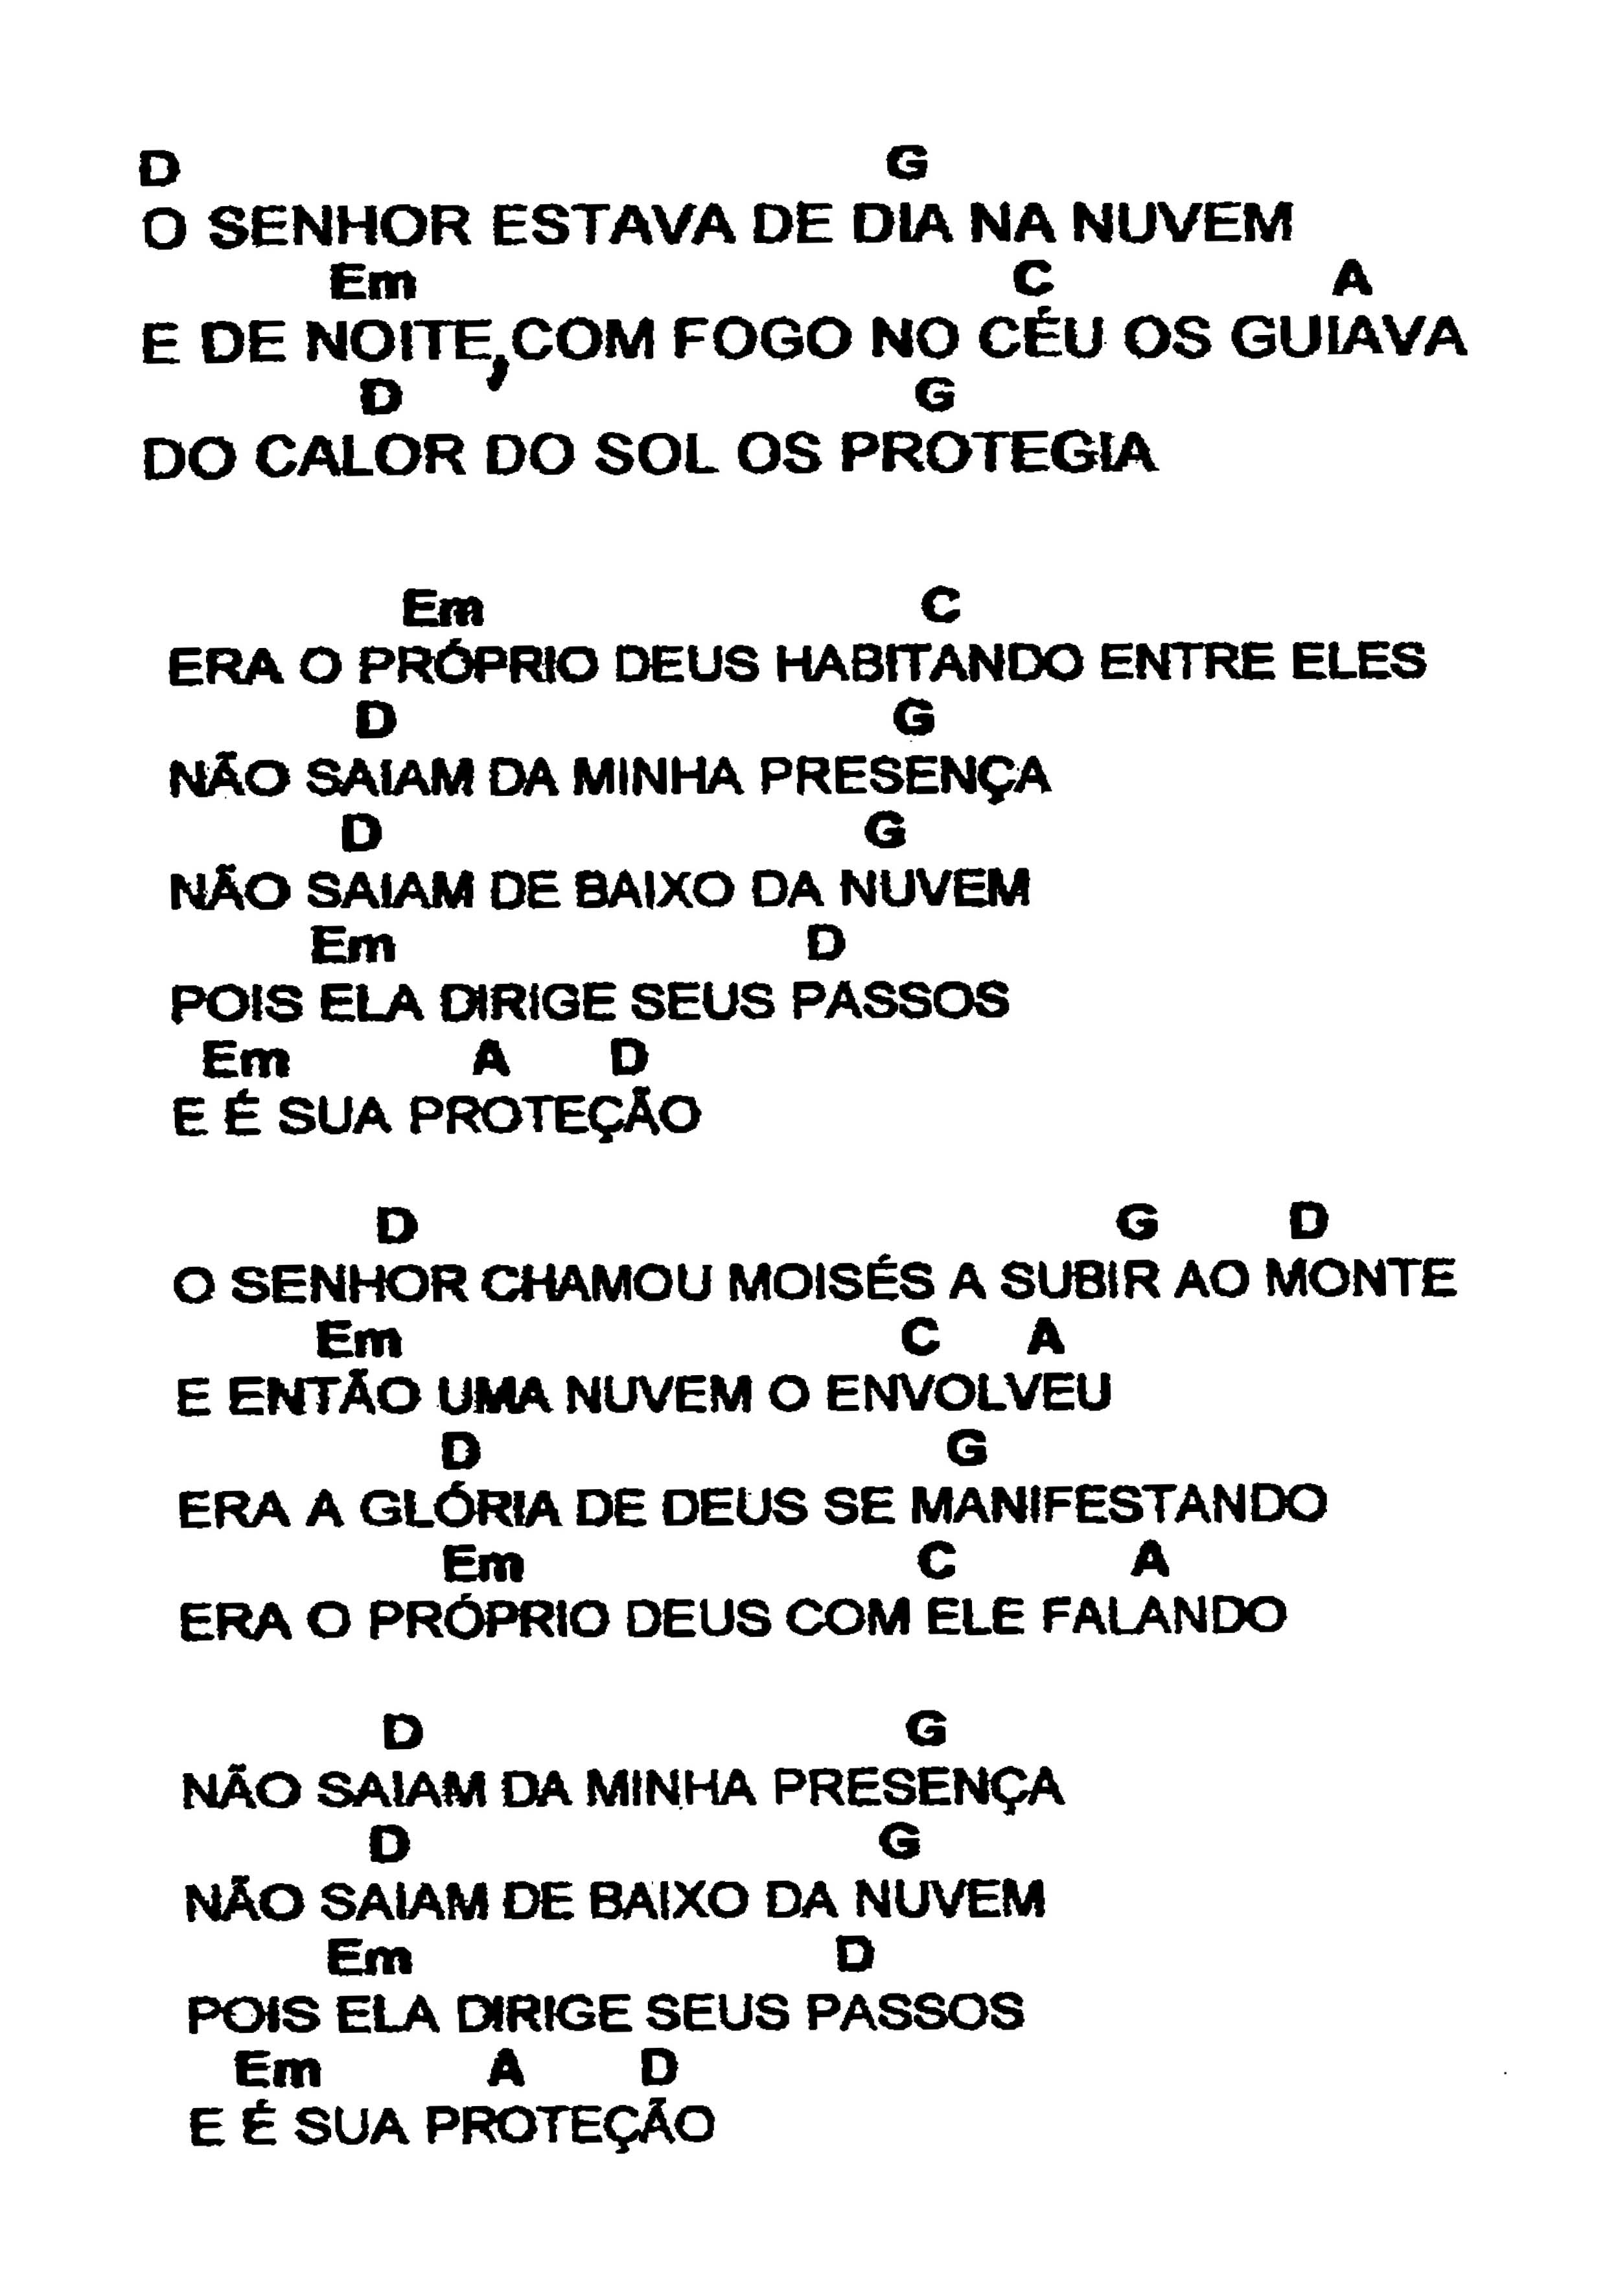 D G
O SENHOR ESTAVA DE DIA NA NUVEM
Em C A
E DE NOITE,COM FOGO NO CÉU OS GUIAVA
D G
DO CALOR DO SOL OS PROTEGIA
Em C
ERA O PRÓPRIO DEUS HABITANDO ENTRE ELES
D G
NÃO SAIAM DA MINHA PRESENÇA
D G
NÃO SAIAM DE BAIXO DA NUVEM
Em D
POIS ELA DIRIGE SEUS PASSOS
Em A D
E É SUA PROTEÇÃO
D G D
O SENHOR CHAMOU MOISÉS A SUBIR AO MONTE
Em C A
E ENTÃO UMA NUVEM O ENVOLVEU
D G
ERA A GLÓRIA DE DEUS SE MANIFESTANDO
Em C A
ERA O PRÓPRIO DEUS COM ELE FALANDO
D G
NÃO SAIAM DA MINHA PRESENÇA
D G
NÃO SAIAM DE BAIXO DA NUVEM
Em D
POIS ELA DIRIGE SEUS PASSOS
Em A D
E É SUA PROTEÇÃO